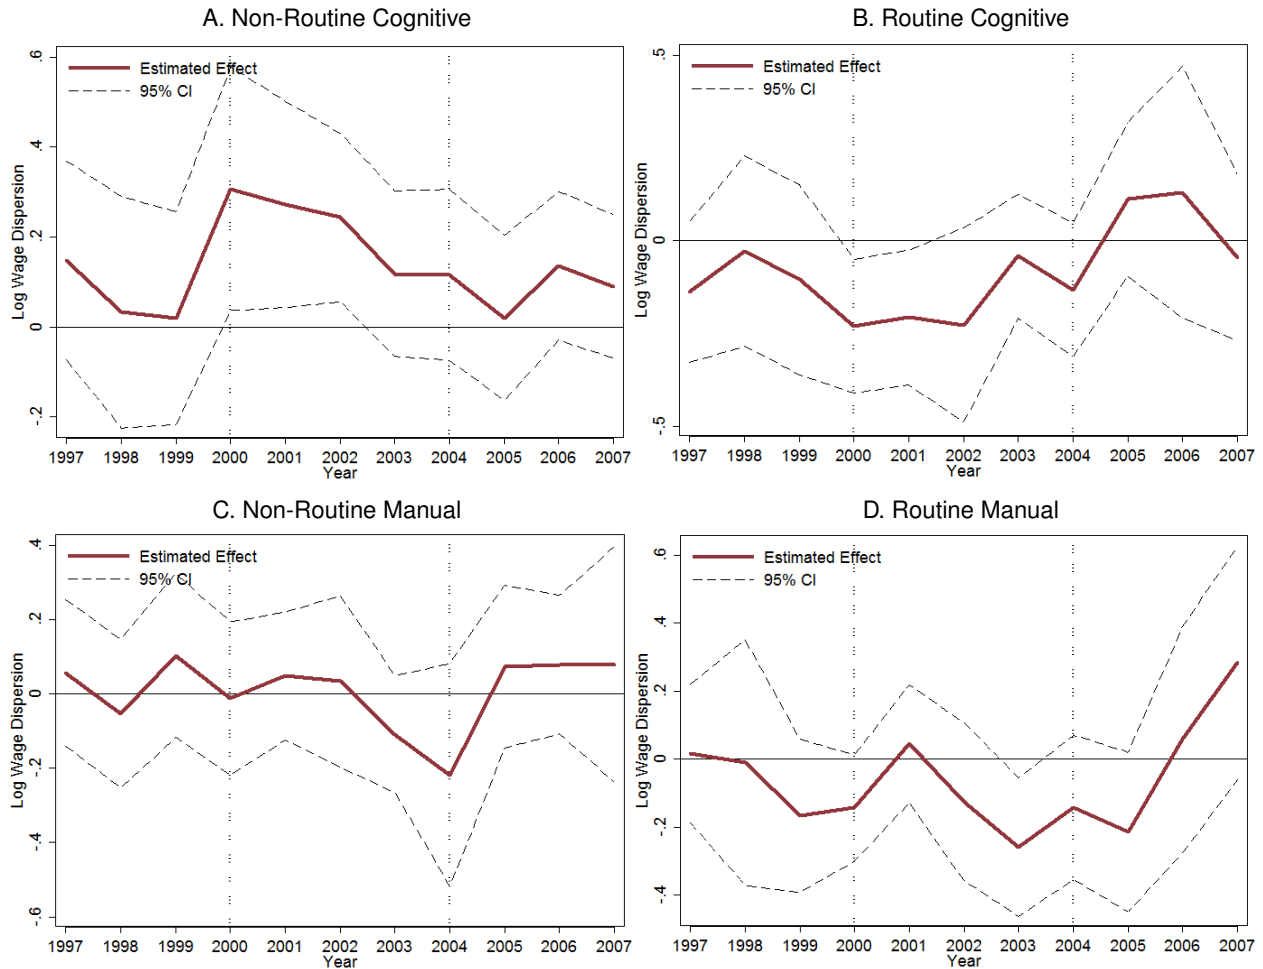 A. Non-Routine Cognitive
Estimated Effect
95% CI
Log Wage Dispersion
.6
.4
.2
0
-.2
1997 1998 1999 2000 2001 2002 2003 2004 2005 2006 2007
Year
B. Routine Cognitive
Estimated Effect
95% CI
Log Wage Dispersion
.5
0
-.5
1997 1998 1999 2000 2001 2002 2003 2004 2005 2006 2007
Year
C. Non-Routine Manual
Estimated Effect
95% CI
Log Wage Dispersion
.4
.2
0
-.2
-.4
-.6
1997 1998 1999 2000 2001 2002 2003 2004 2005 2006 2007
Year
D. Routine Manual
Estimated Effect
95% CI
Log Wage Dispersion
.6
.4
.2
0
-.2
-.4
1997 1998 1999 2000 2001 2002 2003 2004 2005 2006 2007
Year